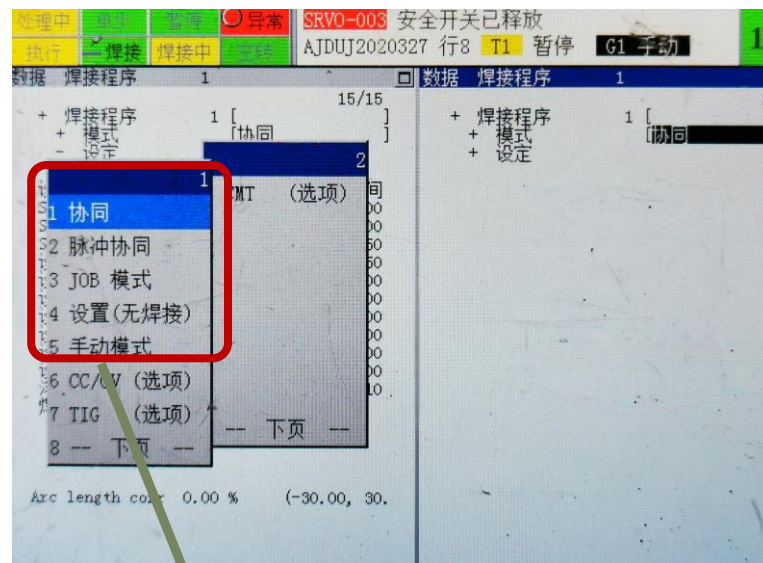 处理中 单步 暂停 异常 SRVO-003 安全开关已释放
执行 焊接 焊接中 空转 AJDUJ2020327 行8 T1 暂停 G1 手动
数据 焊接程序 1
15/15
+ 焊接程序 1 [ ]
+ 模式 [协同 ]
- 设定
1
1 协同
2 脉冲协同
3 JOB 模式
4 设置(无焊接)
5 手动模式
6 CC/CV (选项)
7 TIG (选项)
8 -- 下页 --
2
(选项)
-- 下页 --
Arc length corr 0.00 % (-30.00, 30.
数据 焊接程序 1
+ 焊接程序 1 [
+ 模式 [协同
+ 设定